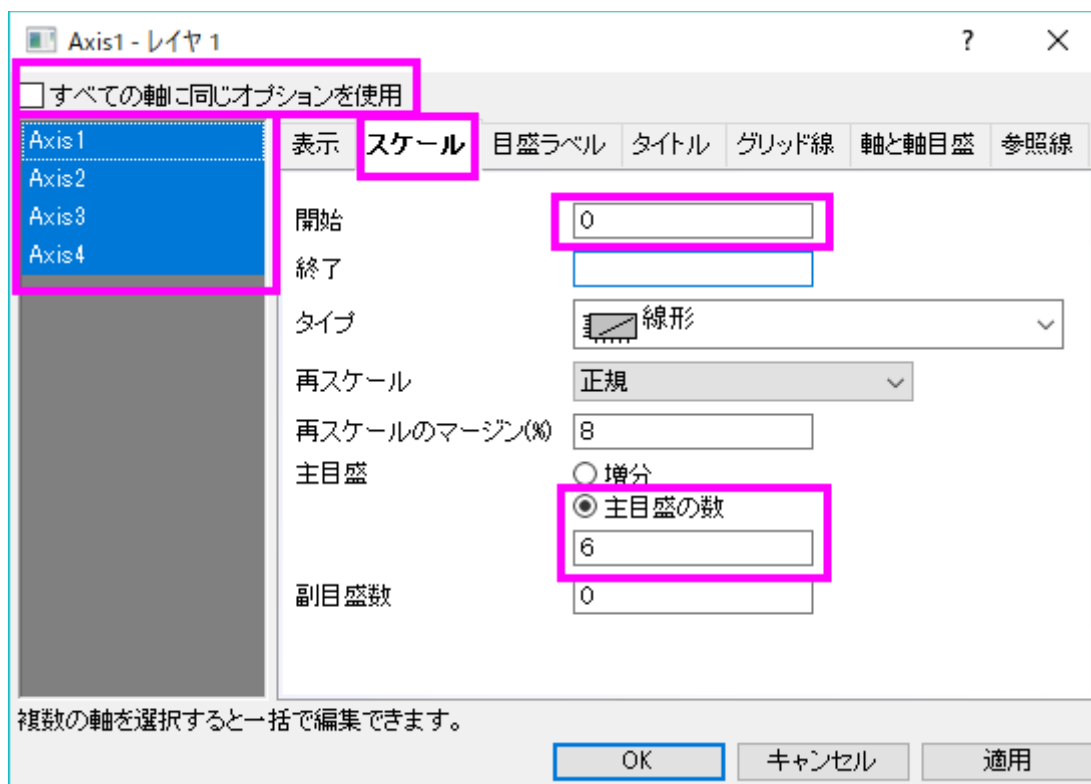 Axis1 - レイヤ 1
?
すべての軸に同じオプションを使用
Axis1
Axis2
Axis3
Axis4
表示 スケール 目盛ラベル タイトル グリッド線 軸と軸目盛 参照線
開始 0
終了
タイプ 線形
再スケール 正規
再スケールのマージン(%) 8
主目盛 増分
主目盛の数
6
副目盛数 0
複数の軸を選択すると一括で編集できます。
OK キャンセル 適用